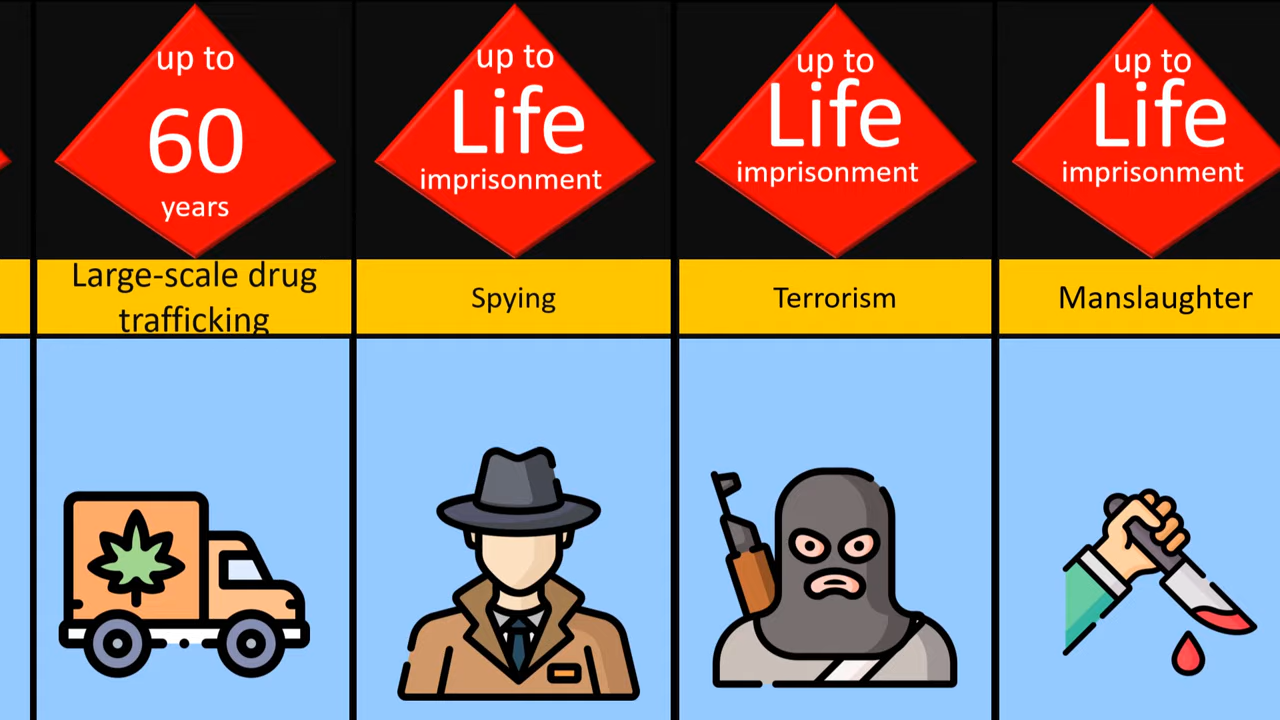 up to
60
years
Large-scale drug
trafficking
up to
Life
imprisonment
Spying
up to
Life
imprisonment
Terrorism
up to
Life
imprisonment
Manslaughter